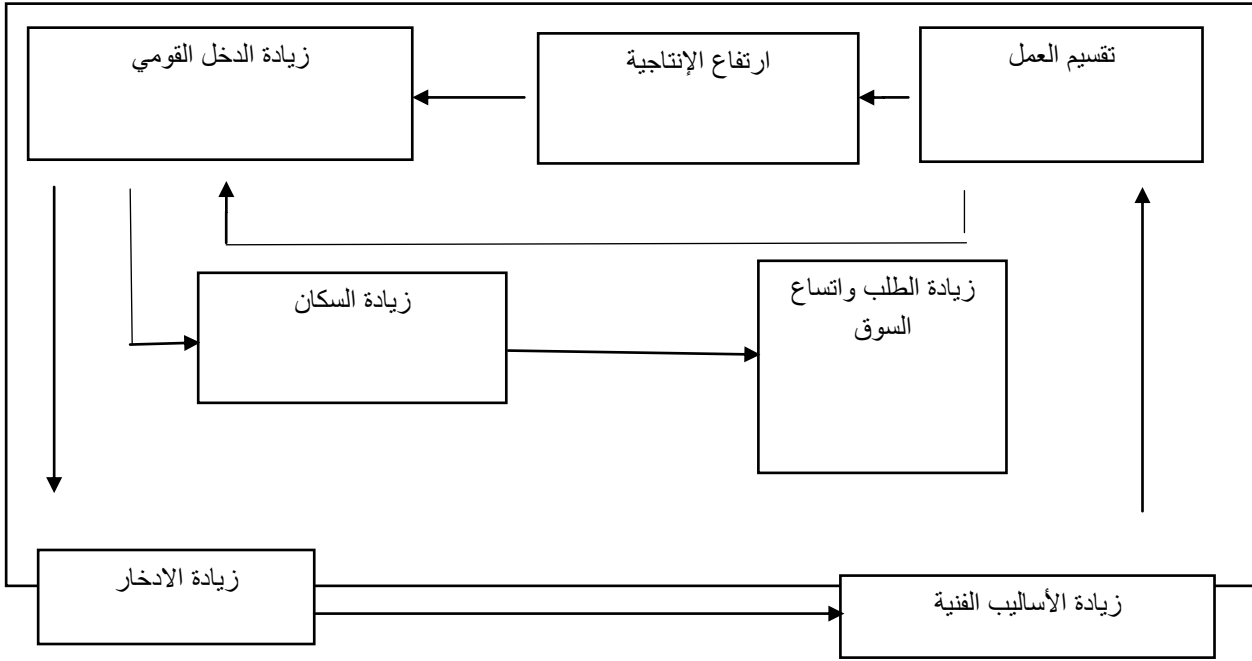 تقسيم العمل
ارتفاع الإنتاجية
زيادة الدخل القومي
زيادة الطلب واتساع
السوق
زيادة السكان
زيادة الادخار
زيادة الأساليب الفنية